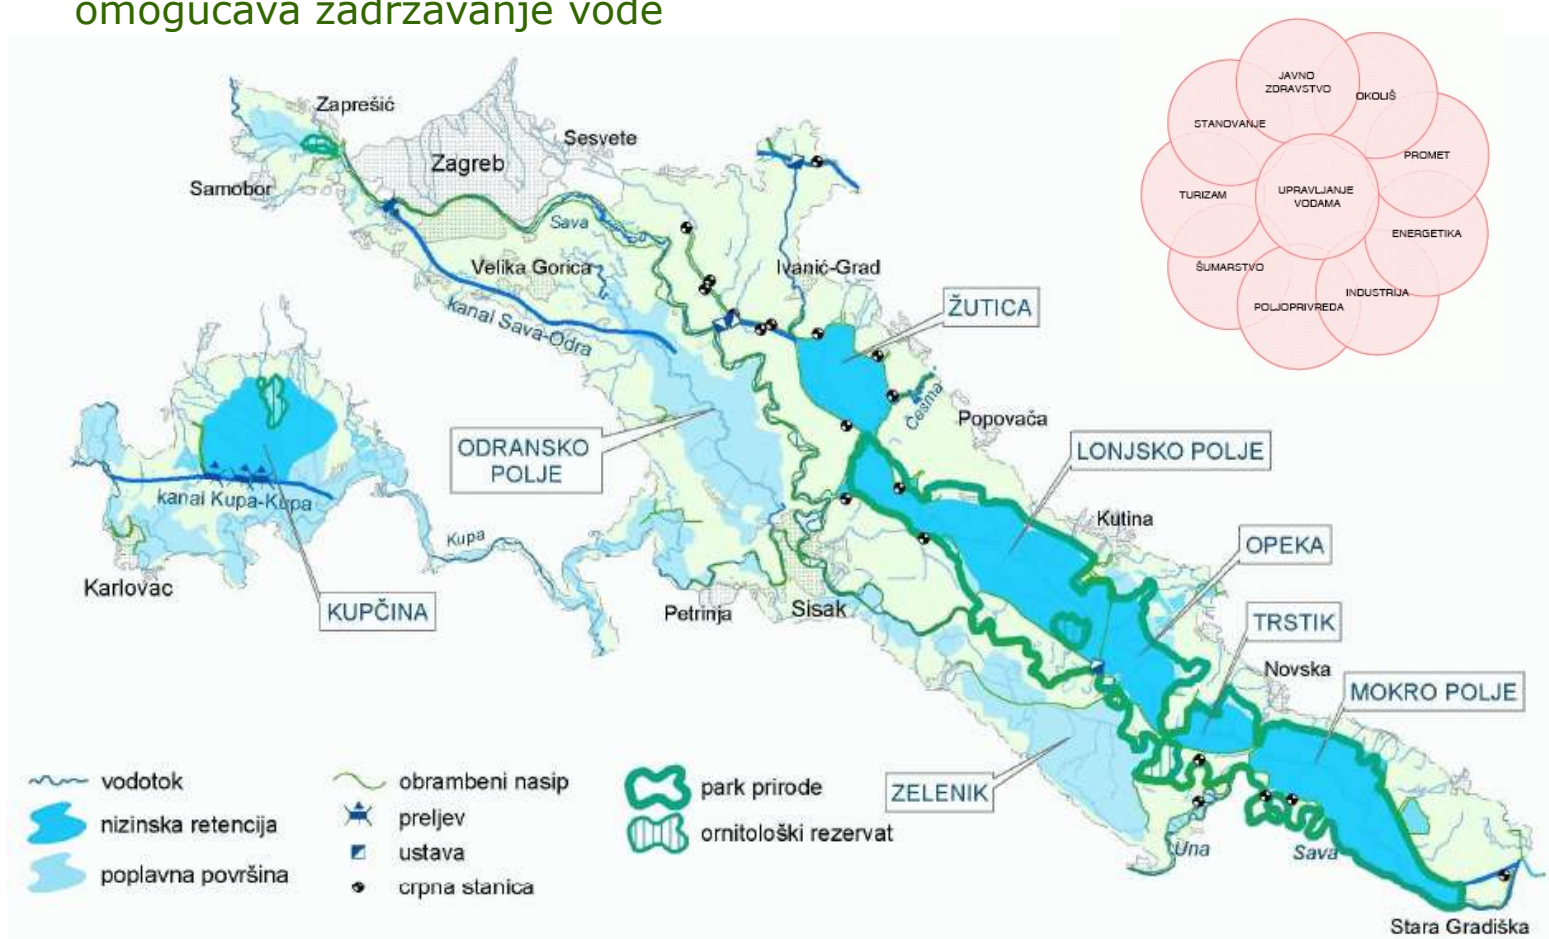 omogućava zadržavanje vode
JAVNO
ZDRAVSTVO
OKOLIŠ
STANOVANJE
PROMET
TURIZAM
UPRAVLJANJE
VODAMA
ENERGETIKA
ŠUMARSTVO
INDUSTRIJA
POLJOPRIVREDA
Zaprešić
Sesvete
Zagreb
Samobor
Sava
Velika Gorica
Ivanić-Grad
kanal Sava-Odra
ŽUTICA
Česma
Popovača
ODRANSKO
POLJE
LONJSKO POLJE
kanal Kupa-Kupa
Kutina
Kupa
OPEKA
Karlovac
KUPČINA
Petrinja
Sisak
TRSTIK
Novska
MOKRO POLJE
ZELENIK
Una
Sava
Stara Gradiška
vodotok
nizinska retencija
poplavna površina
obrambeni nasip
preljev
ustava
crpna stanica
park prirode
ornitološki rezervat